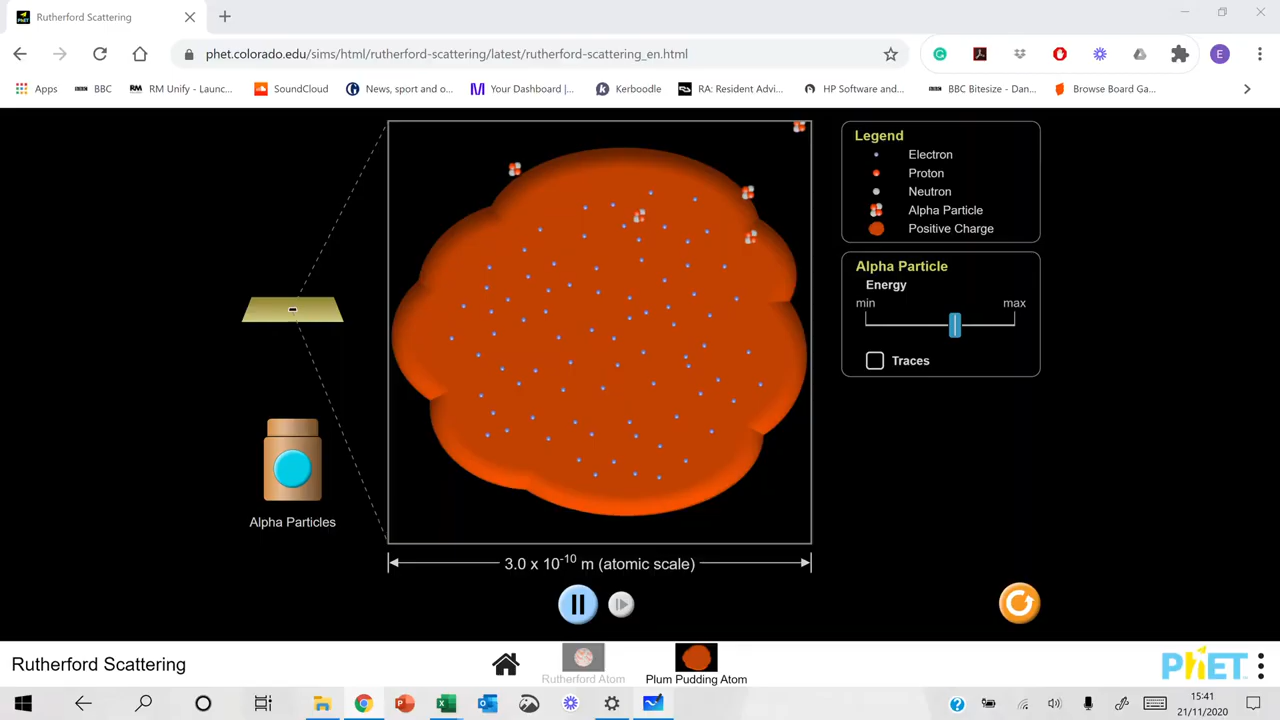 Rutherford Scattering
phet.colorado.edu/sims/html/rutherford-scattering/latest/rutherford-scattering_en.html
E
Apps BBC BBC RM RM Unify - Launc... SoundCloud News, sport and o... Your Dashboard |... K Kerboodle RA: Resident Advi... HP Software and... BBC BBC Bitesize - Dan... Browse Board Ga...
Legend
Electron
Proton
Neutron
Alpha Particle
Positive Charge
Alpha Particle
Energy
min max
Traces
Alpha Particles
3.0 x 10-10 m (atomic scale)
Rutherford Scattering
Rutherford Atom
Plum Pudding Atom
PhET
15:41
21/11/2020